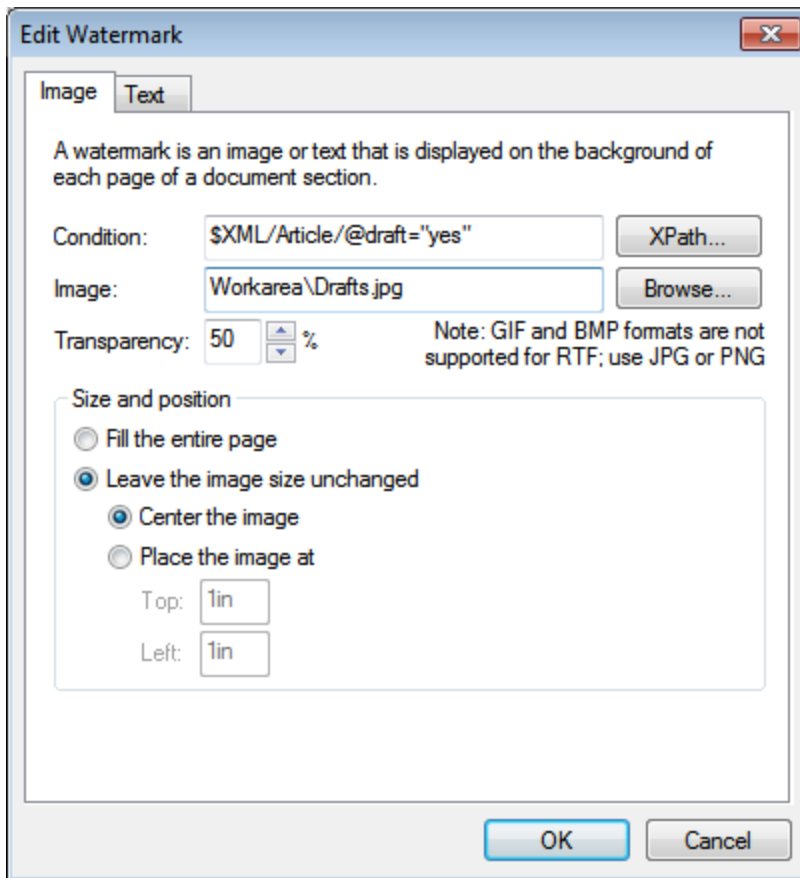 Edit Watermark
Image
Text
A watermark is an image or text that is displayed on the background of
each page of a document section.
Condition:
$XML/Article/@draft="yes"
XPath...
Image:
Workarea\Drafts.jpg
Browse...
Transparency:
50
%
Note: GIF and BMP formats are not
supported for RTF; use JPG or PNG
Size and position
Fill the entire page
Leave the image size unchanged
Center the image
Place the image at
Top:
1in
Left:
1in
OK
Cancel